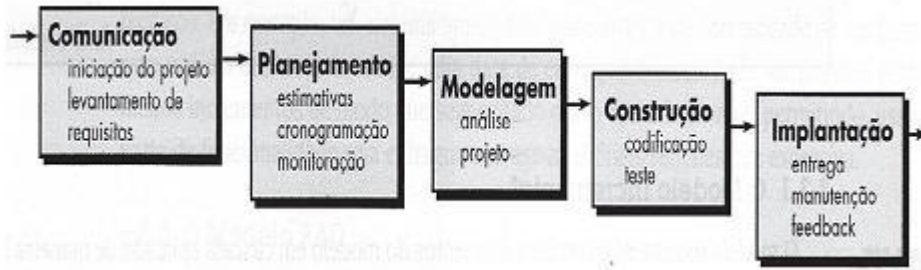 Comunicação
iniciação do projeto
levantamento de
requisitos
Planejamento
estimativas
cronogramação
monitoração
Modelagem
análise
projeto
Construção
codificação
teste
Implantação
entrega
manutenção
feedback